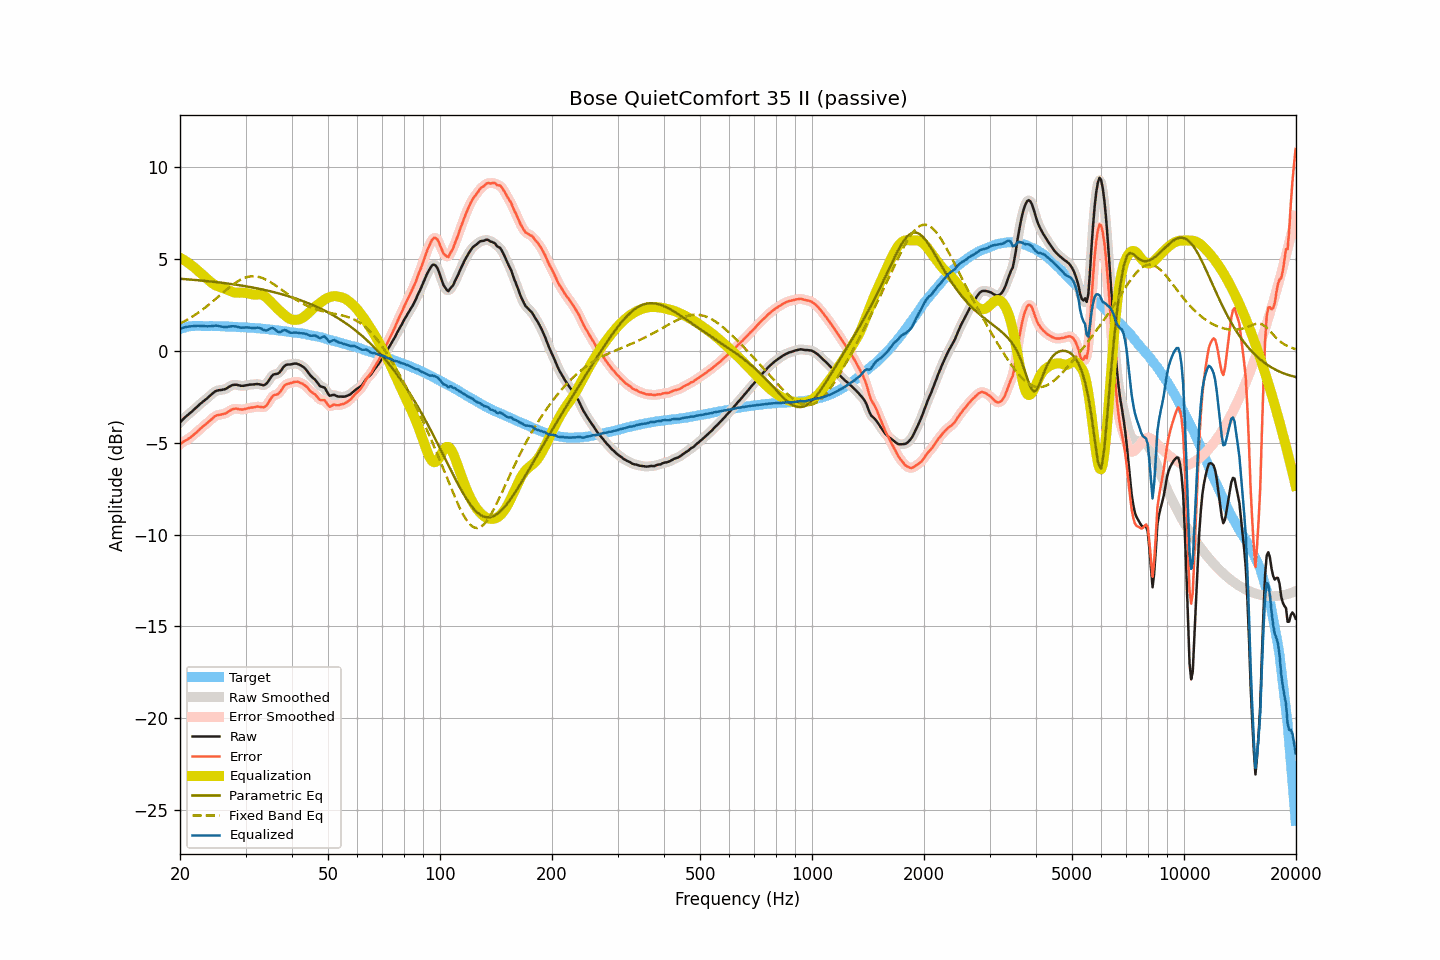 Bose QuietComfort 35 II (passive)
Amplitude (dBr)
10
5
0
−5
−10
−15
−20
−25
Target
Raw Smoothed
Error Smoothed
Raw
Error
Equalization
Parametric Eq
Fixed Band Eq
Equalized
20 50 100 200 500 1000 2000 5000 10000 20000
Frequency (Hz)